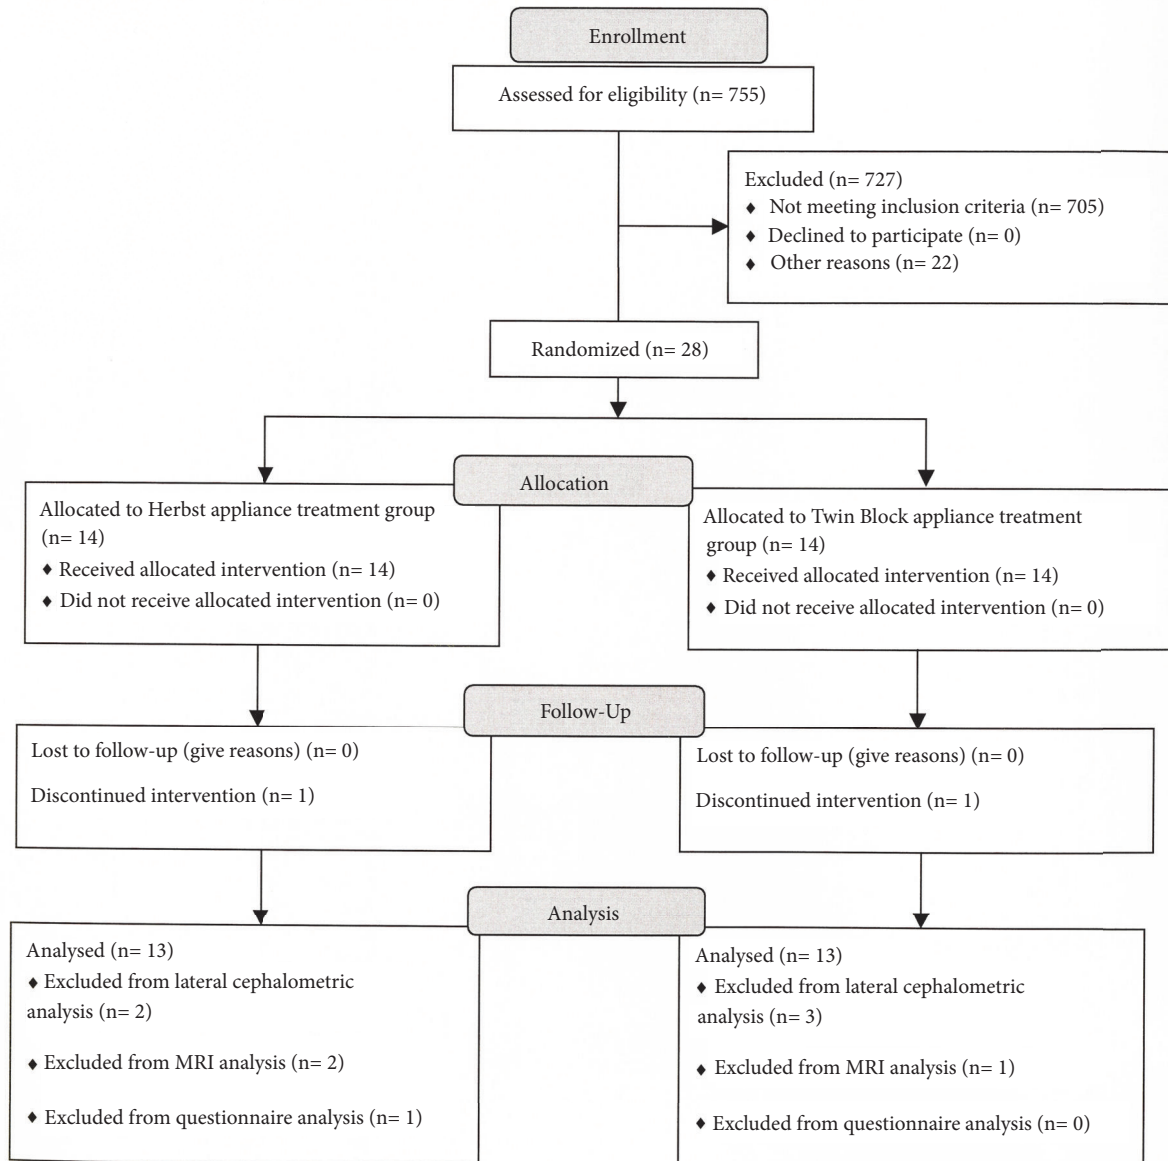 Enrollment
Assessed for eligibility (n= 755)
Excluded (n= 727)
♦ Not meeting inclusion criteria (n= 705)
♦ Declined to participate (n= 0)
♦ Other reasons (n= 22)
Randomized (n= 28)
Allocation
Allocated to Herbst appliance treatment group
(n= 14)
♦ Received allocated intervention (n= 14)
♦ Did not receive allocated intervention (n= 0)
Allocated to Twin Block appliance treatment
group (n= 14)
♦ Received allocated intervention (n= 14)
♦ Did not receive allocated intervention (n= 0)
Follow-Up
Lost to follow-up (give reasons) (n= 0)
Discontinued intervention (n= 1)
Lost to follow-up (give reasons) (n= 0)
Discontinued intervention (n= 1)
Analysis
Analysed (n= 13)
♦ Excluded from lateral cephalometric
analysis (n= 2)
♦ Excluded from MRI analysis (n= 2)
♦ Excluded from questionnaire analysis (n= 1)
Analysed (n= 13)
♦ Excluded from lateral cephalometric
analysis (n= 3)
♦ Excluded from MRI analysis (n= 1)
♦ Excluded from questionnaire analysis (n= 0)